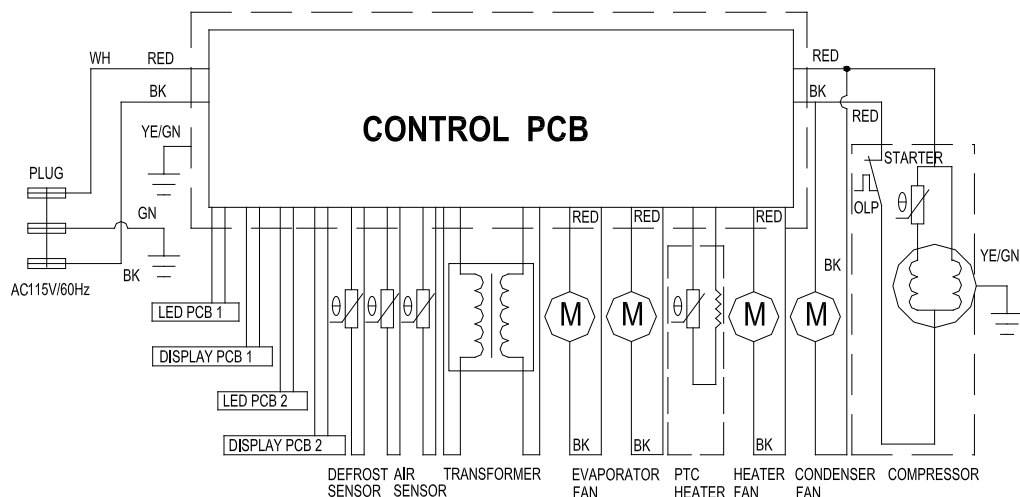 WH RED
RED
BK
BK
YE/GN
RED
CONTROL PCB
PLUG
STARTER
GN
OLP
θ
RED RED RED
YE/GN
BK
BK
AC115V/60Hz
LED PCB 1
θ θ θ
M M θ M M
DISPLAY PCB 1
LED PCB 2
DISPLAY PCB 2
BK BK BK
DEFROST SENSOR
AIR SENSOR
TRANSFORMER
EVAPORATOR FAN
PTC HEATER
HEATER FAN
CONDENSER FAN
COMPRESSOR